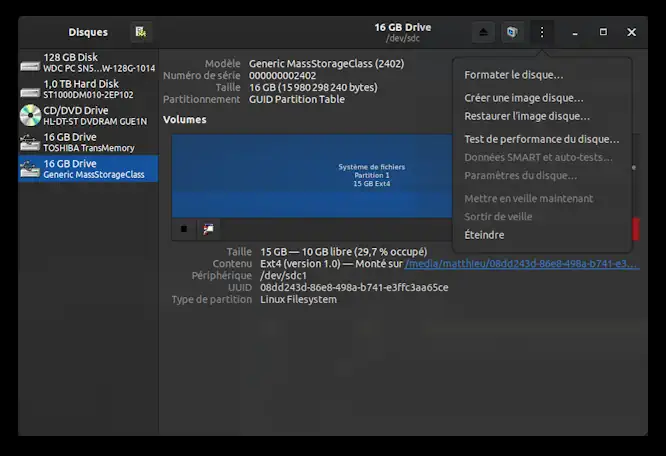 Disques
16 GB Drive
/dev/sdc
128 GB Disk
WDC PC SN5…W-128G-1014
1,0 TB Hard Disk
ST1000DM010-2EP102
CD/DVD Drive
HL-DT-ST DVDRAM GUE1N
16 GB Drive
TOSHIBA TransMemory
16 GB Drive
Generic MassStorageClass
Modèle Generic MassStorageClass (2402)
Numéro de série 000000002402
Taille 16 GB (15 980 298 240 bytes)
Partitionnement GUID Partition Table
Volumes
Système de fichiers
Partition 1
15 GB Ext4
Taille 15 GB — 10 GB libre (29,7 % occupé)
Contenu Ext4 (version 1.0) — Monté sur /media/matthieu/08dd243d-86e8-498a-b741-e3…
Périphérique /dev/sdc1
UUID 08dd243d-86e8-498a-b741-e3ffc3aa65ce
Type de partition Linux Filesystem
Formater le disque…
Créer une image disque…
Restaurer l'image disque…
Test de performance du disque…
Données SMART et auto-tests…
Paramètres du disque…
Mettre en veille maintenant
Sortir de veille
Éteindre